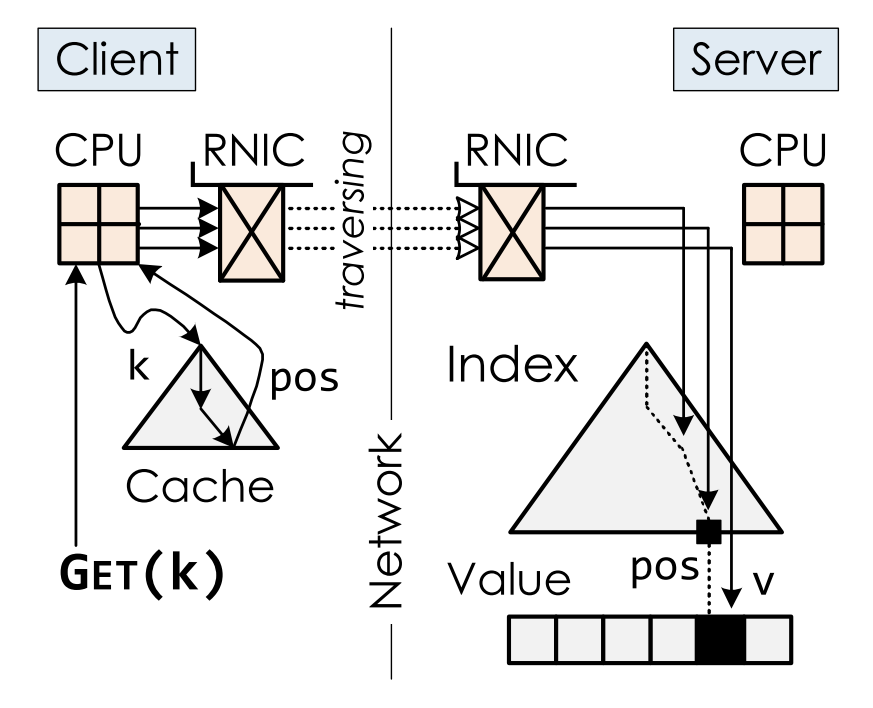 Client
Server
CPU
RNIC
traversing
RNIC
CPU
k
pos
Index
Cache
Network
GET(k)
Value
pos
v